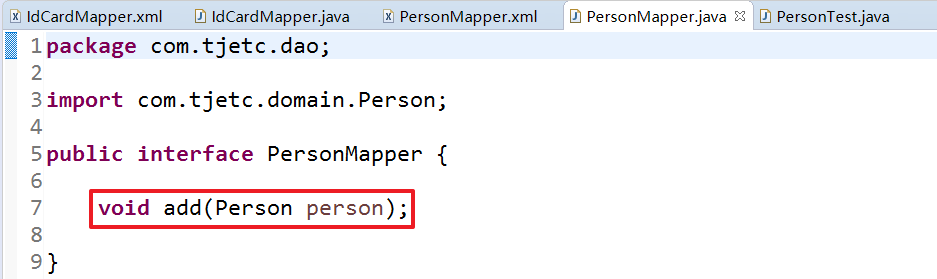 IdCardMapper.xml IdCardMapper.java PersonMapper.xml PersonMapper.java PersonTest.java
1 package com.tjetc.dao;
2
3 import com.tjetc.domain.Person;
4
5 public interface PersonMapper {
6
7     void add(Person person);
8
9 }